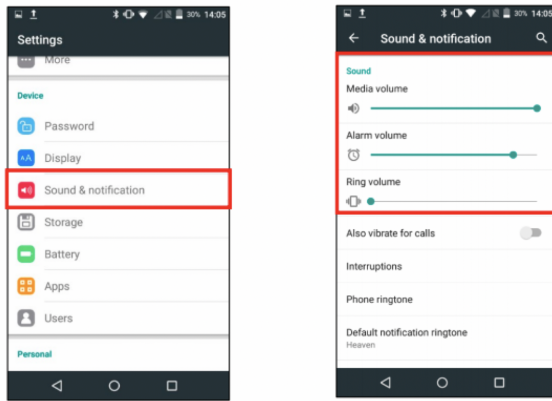 30% 14:05
Settings
More
Device
Password
AA Display
Sound & notification
Storage
Battery
Apps
Users
Personal
30% 14:05
Sound & notification
Sound
Media volume
Alarm volume
Ring volume
Also vibrate for calls
Interruptions
Phone ringtone
Default notification ringtone
Heaven